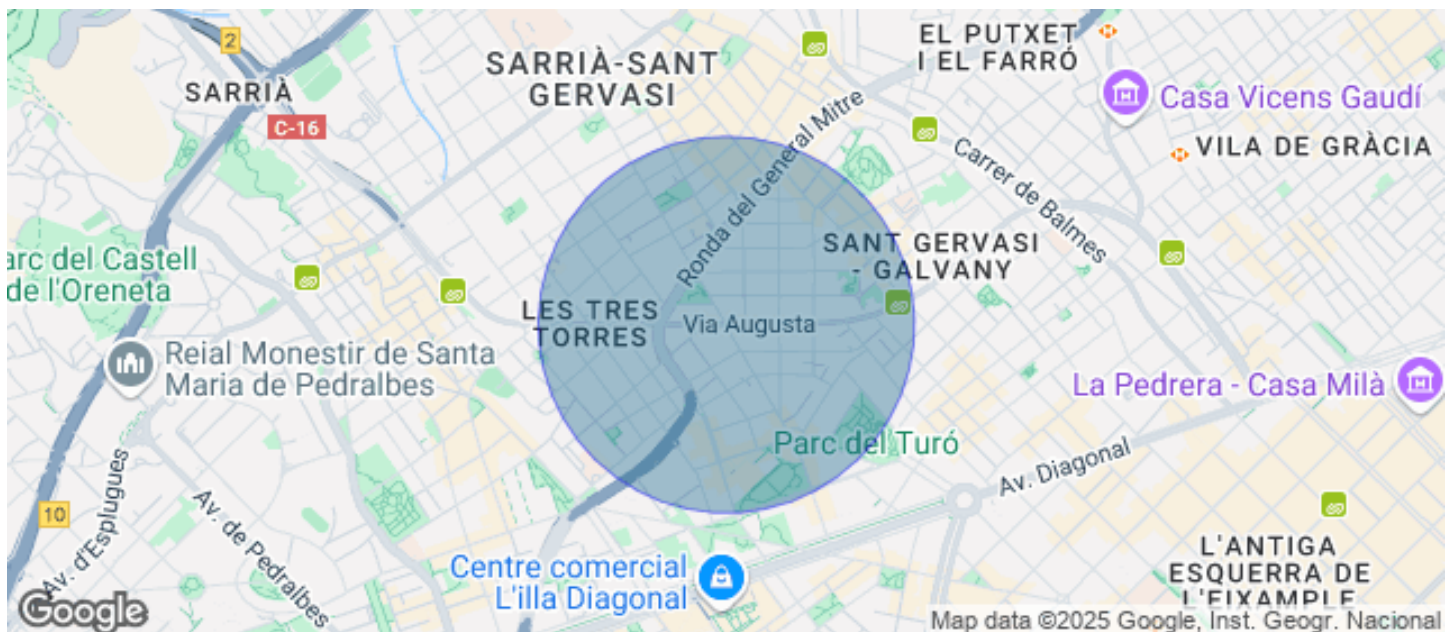 2
SARRIÀ
C-16
SARRIÀ-SANT
GERVASI
EL PUTXET
I EL FARRÓ
Casa Vicens Gaudí
VILA DE GRÀCIA
Ronda del General Mitre
Carrer de Balmes
arc del Castell
de l'Oreneta
SANT GERVASI
- GALVANY
LES TRES
TORRES
Via Augusta
Reial Monestir de Santa
Maria de Pedralbes
La Pedrera - Casa Milà
Parc del Turó
Av. Diagonal
10
Av. d'Esplugues
Av. de Pedralbes
Centre comercial
L'illa Diagonal
L'ANTIGA
ESQUERRA DE
L'EIXAMPLE
Google
Map data ©2025 Google, Inst. Geogr. Nacional